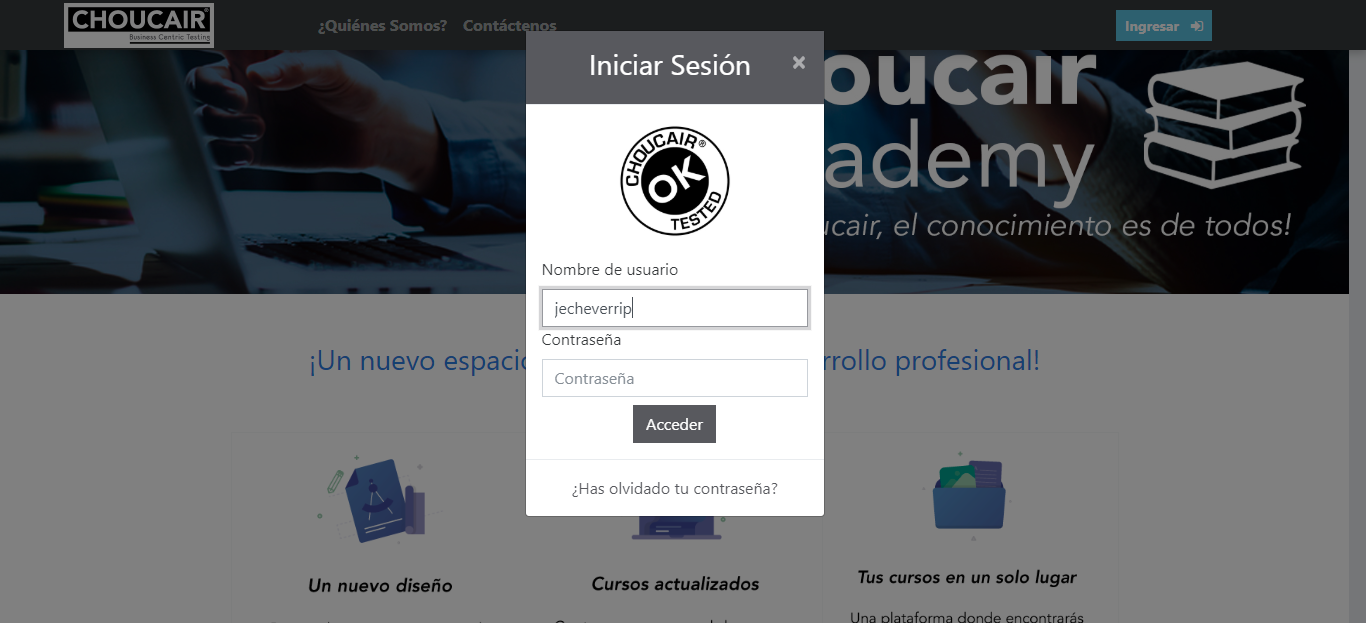 CHOUCAIR®
Business Centric Testing
¿Quiénes Somos?
Contáctenos
Ingresar
Iniciar Sesión
×
oucair
ademy
ucair, el conocimiento es de todos!
CHOUCAIR®
OK
TESTED
Nombre de usuario
jecheverrip
Contraseña
Contraseña
Acceder
¿Has olvidado tu contraseña?
¡Un nuevo espacio
rrollo profesional!
Un nuevo diseño
Cursos actualizados
Tus cursos en un solo lugar
Una plataforma donde encontrarás